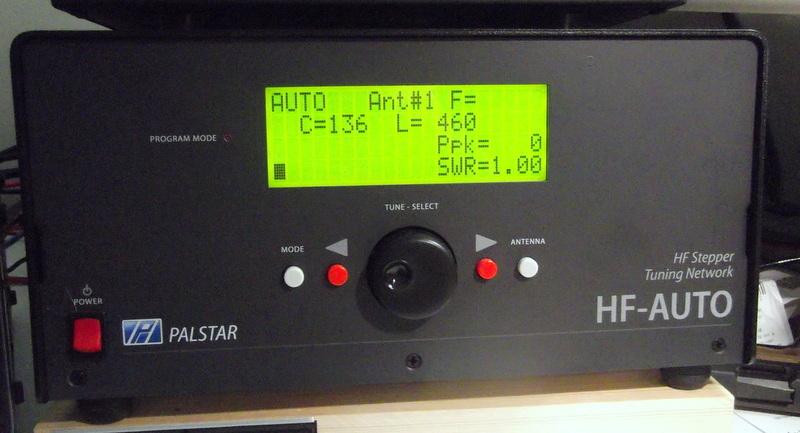 AUTO Ant#1 F=
C=136 L= 460
Ppk= 0
SWR=1.00
PROGRAM MODE
TUNE - SELECT
MODE
ANTENNA
HF Stepper
Tuning Network
HF-AUTO
POWER
PALSTAR